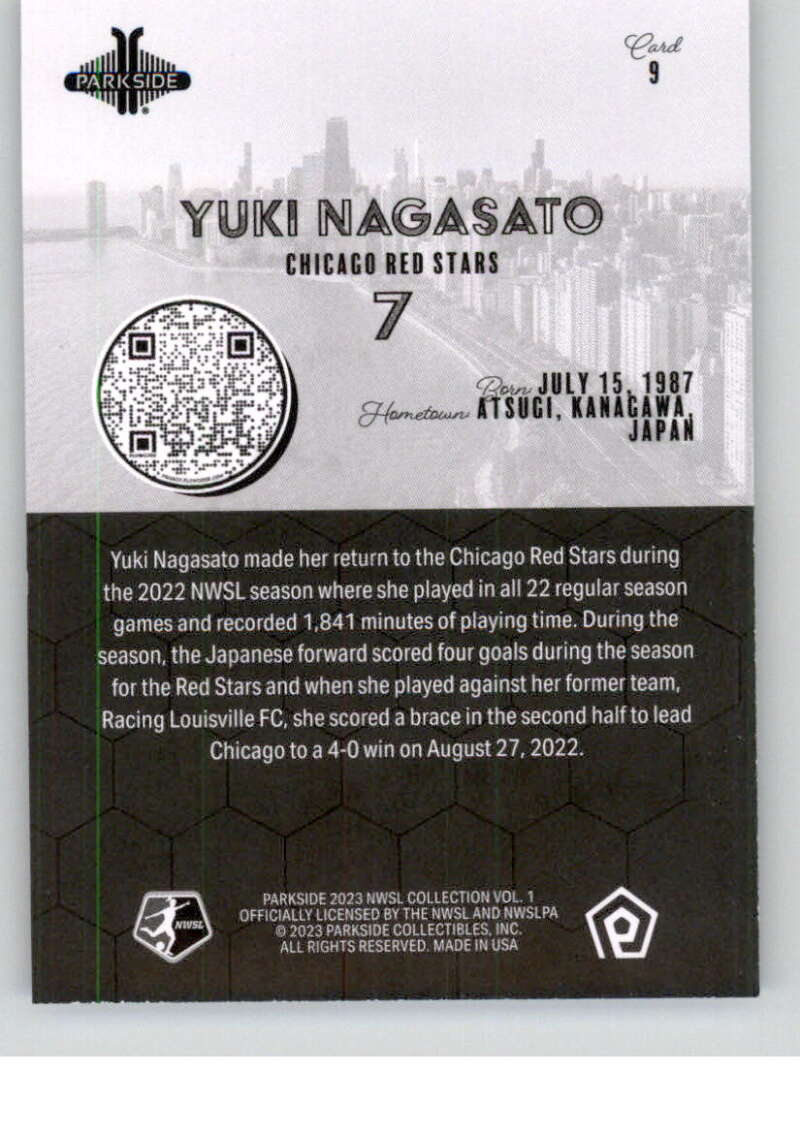 PARKSIDE
Card
9
YUKI NAGASATO
CHICAGO RED STARS
7
Born: JULY 15, 1987
Hometown: ATSUGI, KANAGAWA,
JAPAN
Yuki Nagasato made her return to the Chicago Red Stars during
the 2022 NWSL season where she played in all 22 regular season
games and recorded 1,841 minutes of playing time. During the
season, the Japanese forward scored four goals during the season
for the Red Stars and when she played against her former team,
Racing Louisville FC, she scored a brace in the second half to lead
Chicago to a 4-0 win on August 27, 2022.
NWSL
PARKSIDE 2023 NWSL COLLECTION VOL. 1
OFFICIALLY LICENSED BY THE NWSL AND NWSLPA
© 2023 PARKSIDE COLLECTIBLES, INC.
ALL RIGHTS RESERVED. MADE IN USA